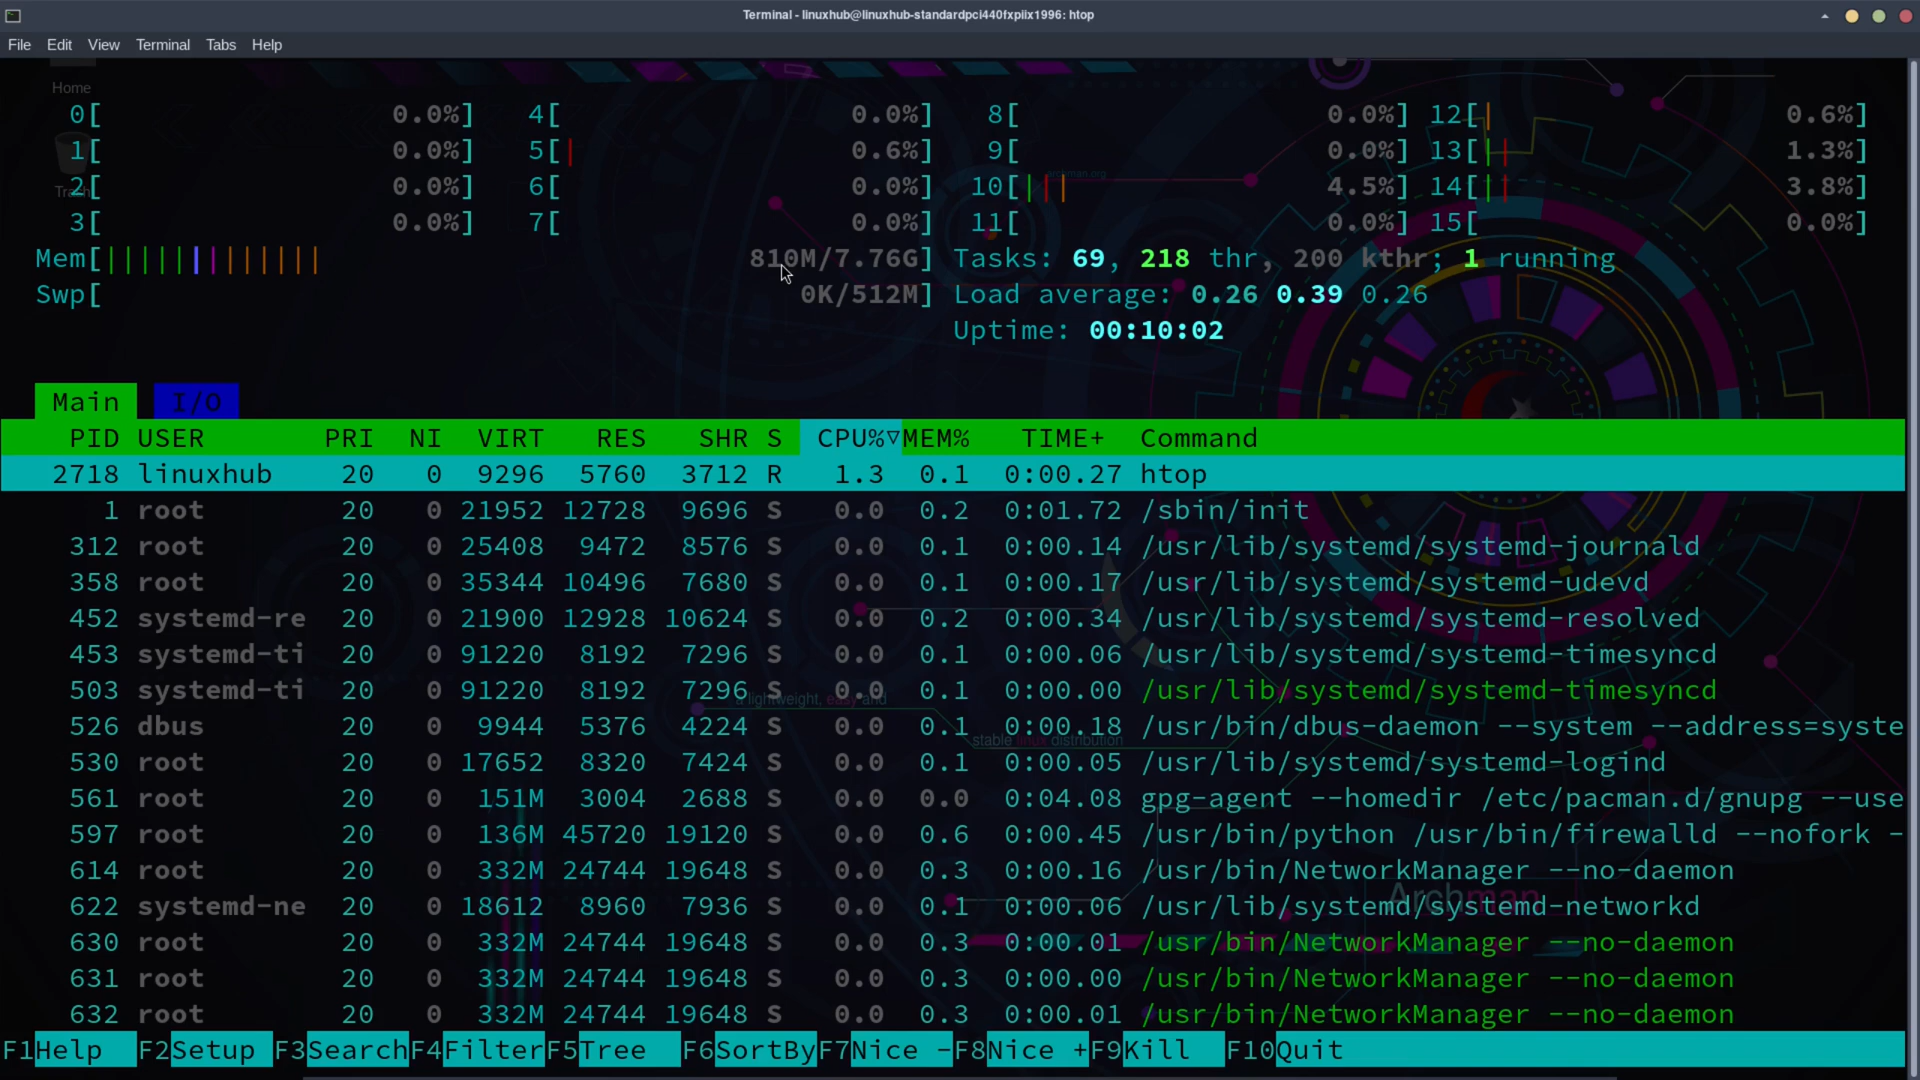 Terminal - linuxhub@linuxhub-standardpci440fxpiix1996: htop
File Edit View Terminal Tabs Help
Home
0[ 0.0%] 4[ 0.0%] 8[ 0.0%] 12[| 0.6%]
1[ 0.0%] 5[| 0.6%] 9[ 0.0%] 13[|| 1.3%]
archman.org
Trash
2[ 0.0%] 6[ 0.0%] 10[||| 4.5%] 14[|| 3.8%]
3[ 0.0%] 7[ 0.0%] 11[ 0.0%] 15[ 0.0%]
Mem[||||||||||||| 810M/7.76G] Tasks: 69, 218 thr, 200 kthr; 1 running
Swp[ 0K/512M] Load average: 0.26 0.39 0.26
Uptime: 00:10:02
Main I/O
PID USER PRI NI VIRT RES SHR S CPU%▽MEM% TIME+ Command
2718 linuxhub 20 0 9296 5760 3712 R 1.3 0.1 0:00.27 htop
1 root 20 0 21952 12728 9696 S 0.0 0.2 0:01.72 /sbin/init
312 root 20 0 25408 9472 8576 S 0.0 0.1 0:00.14 /usr/lib/systemd/systemd-journald
358 root 20 0 35344 10496 7680 S 0.0 0.1 0:00.17 /usr/lib/systemd/systemd-udevd
452 systemd-re 20 0 21900 12928 10624 S 0.0 0.2 0:00.34 /usr/lib/systemd/systemd-resolved
453 systemd-ti 20 0 91220 8192 7296 S 0.0 0.1 0:00.06 /usr/lib/systemd/systemd-timesyncd
503 systemd-ti 20 0 91220 8192 7296 S 0.0 0.1 0:00.00 /usr/lib/systemd/systemd-timesyncd
a lightweight, easy and
526 dbus 20 0 9944 5376 4224 S 0.0 0.1 0:00.18 /usr/bin/dbus-daemon --system --address=syste
stable linux distribution
530 root 20 0 17652 8320 7424 S 0.0 0.1 0:00.05 /usr/lib/systemd/systemd-logind
561 root 20 0 151M 3004 2688 S 0.0 0.0 0:04.08 gpg-agent --homedir /etc/pacman.d/gnupg --use
597 root 20 0 136M 45720 19120 S 0.0 0.6 0:00.45 /usr/bin/python /usr/bin/firewalld --nofork -
614 root 20 0 332M 24744 19648 S 0.0 0.3 0:00.16 /usr/bin/NetworkManager --no-daemon
Archman
622 systemd-ne 20 0 18612 8960 7936 S 0.0 0.1 0:00.06 /usr/lib/systemd/systemd-networkd
630 root 20 0 332M 24744 19648 S 0.0 0.3 0:00.01 /usr/bin/NetworkManager --no-daemon
631 root 20 0 332M 24744 19648 S 0.0 0.3 0:00.00 /usr/bin/NetworkManager --no-daemon
632 root 20 0 332M 24744 19648 S 0.0 0.3 0:00.01 /usr/bin/NetworkManager --no-daemon
F1Help F2Setup F3SearchF4FilterF5Tree F6SortByF7Nice -F8Nice +F9Kill F10Quit